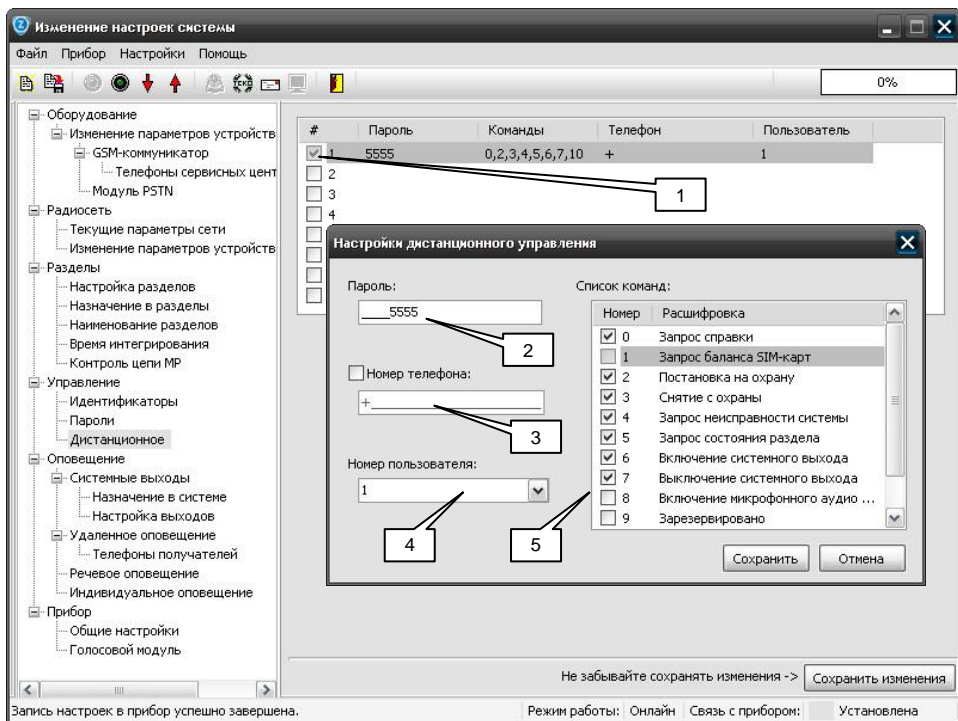 Изменение настроек системы
Файл Прибор Настройки Помощь
0%
Оборудование
Изменение параметров устройств
GSM-коммуникатор
Телефоны сервисных цент
Модуль PSTN
Радиосеть
Текущие параметры сети
Изменение параметров устройств
Разделы
Настройка разделов
Назначение в разделы
Наименование разделов
Время интегрирования
Контроль цепи МР
Управление
Идентификаторы
Пароли
Дистанционное
Оповещение
Системные выходы
Назначение в системе
Настройка выходов
Удаленное оповещение
Телефоны получателей
Речевое оповещение
Индивидуальное оповещение
Прибор
Общие настройки
Голосовой модуль
# Пароль Команды Телефон Пользователь
1 5555 0,2,3,4,5,6,7,10 + 1
2
3
4
1
Настройки дистанционного управления
Пароль:
___5555
2
Номер телефона:
+____________________
3
Номер пользователя:
1
4
5
Список команд:
Номер Расшифровка
0 Запрос справки
1 Запрос баланса SIM-карт
2 Постановка на охрану
3 Снятие с охраны
4 Запрос неисправности системы
5 Запрос состояния раздела
6 Включение системного выхода
7 Выключение системного выхода
8 Включение микрофонного аудио ...
9 Зарезервировано
Сохранить Отмена
Не забывайте сохранять изменения -> Сохранить изменения
Запись настроек в прибор успешно завершена. Режим работы: Онлайн Связь с прибором: Установлена